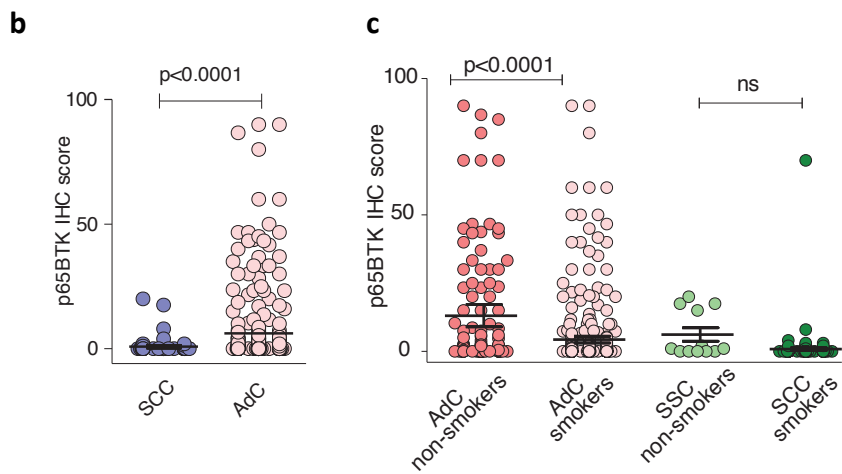 b
p<0.0001
p65BTK IHC score
100
50
0
SCC
AdC
c
p<0.0001
ns
p65BTK IHC score
100
50
0
AdC
non-smokers
AdC
smokers
SSC
non-smokers
SCC
smokers